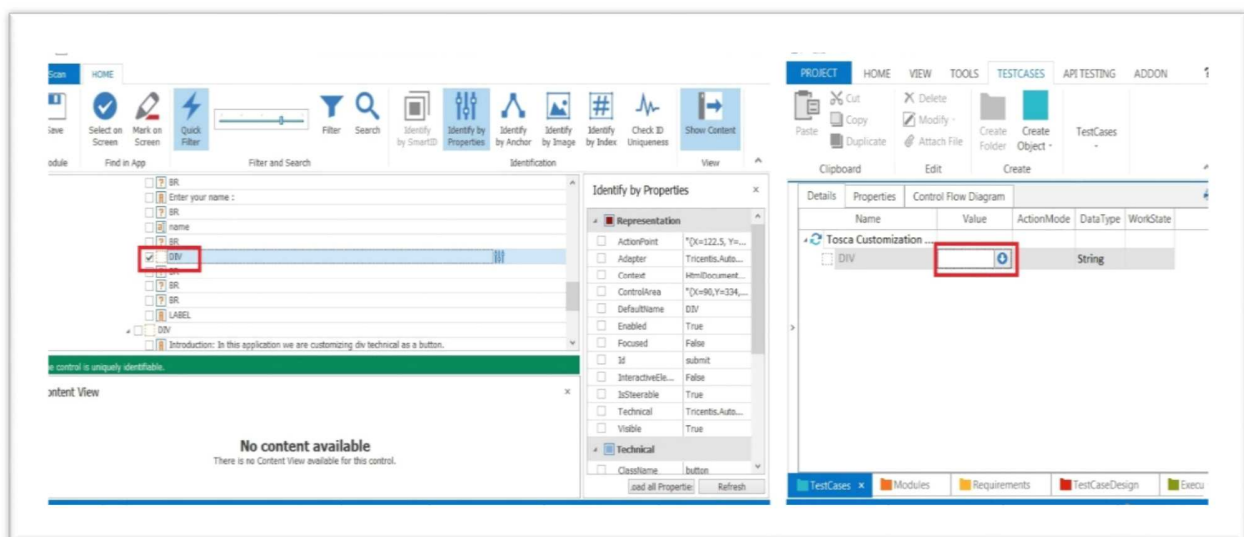 Scan HOME
Save
Select on Screen
Mark on Screen
Quick Filter
Filter
Search
Identify by SmartID
Identify by Properties
Identify by Anchor
Identify by Image
Identify by Index
Check ID Uniqueness
Show Content
Find in App
Filter and Search
Identification
View
BR
Enter your name :
BR
name
BR
DIV
BR
BR
BR
LABEL
DIV
Introduction: In this application we are customizing div technical as a button.
control is uniquely identifiable.
View
No content available
There is no Content View available for this control.
Identify by Properties
Representation
ActionPoint "{X=122.5, Y=...
Adapter Tricentis.Auto...
Context HtmlDocument...
ControlArea "{X=90,Y=334,...
DefaultName DIV
Enabled True
Focused False
Id submit
InteractiveEle... False
IsSteerable True
Technical Tricentis.Auto...
Visible True
Technical
ClassName button
Refresh
PROJECT HOME VIEW TOOLS TESTCASES API TESTING ADDON ?
Paste
Cut
Copy
Duplicate
Delete
Modify
Attach File
Create Folder
Create Object
TestCases
Clipboard Edit Create
Details Properties Control Flow Diagram
Name Value ActionMode DataType WorkState
Tosca Customization ...
DIV String
TestCases × Modules Requirements TestCaseDesign Execu